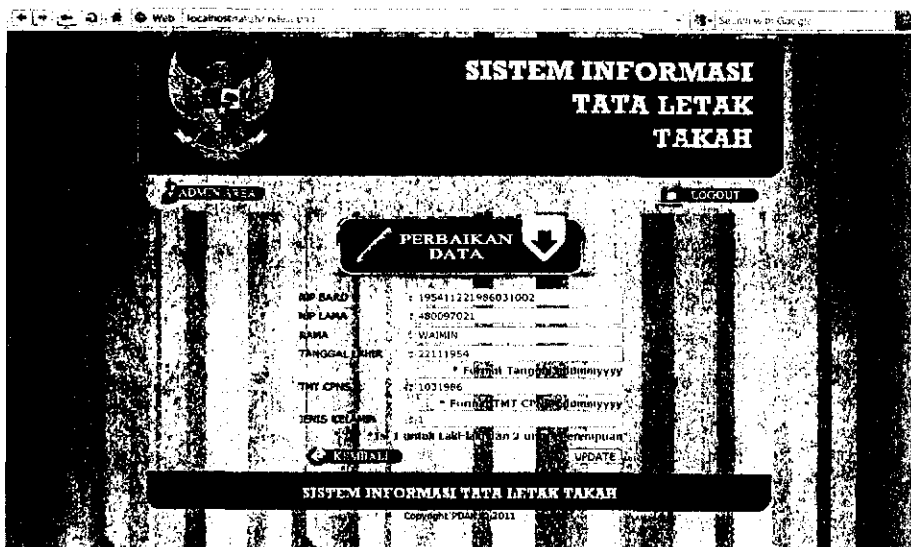 Web localhost
SISTEM INFORMASI
TATA LETAK
TAKAH
ADMIN AREA
LOGOUT
PERBAIKAN
DATA
NIP BARU : 195411221986031002
NIP LAMA : 480097021
NAMA : WAIMIN
TANGGAL LAHIR : 22111954
* Format Tanggal ddmmyyyy
TMT CPNS : 1031986
* Format TMT CPNS ddmmyyyy
JENIS KELAMIN : 1
1 untuk Laki-laki dan 2 untuk Perempuan
KEMBALI
UPDATE
SISTEM INFORMASI TATA LETAK TAKAH
Copyright 2011